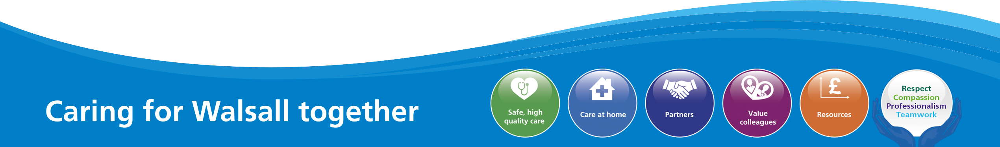 Caring for Walsall together
Safe, high
quality care
Care at home
Partners
Value
colleagues
£
Resources
Respect
Compassion
Professionalism
Teamwork